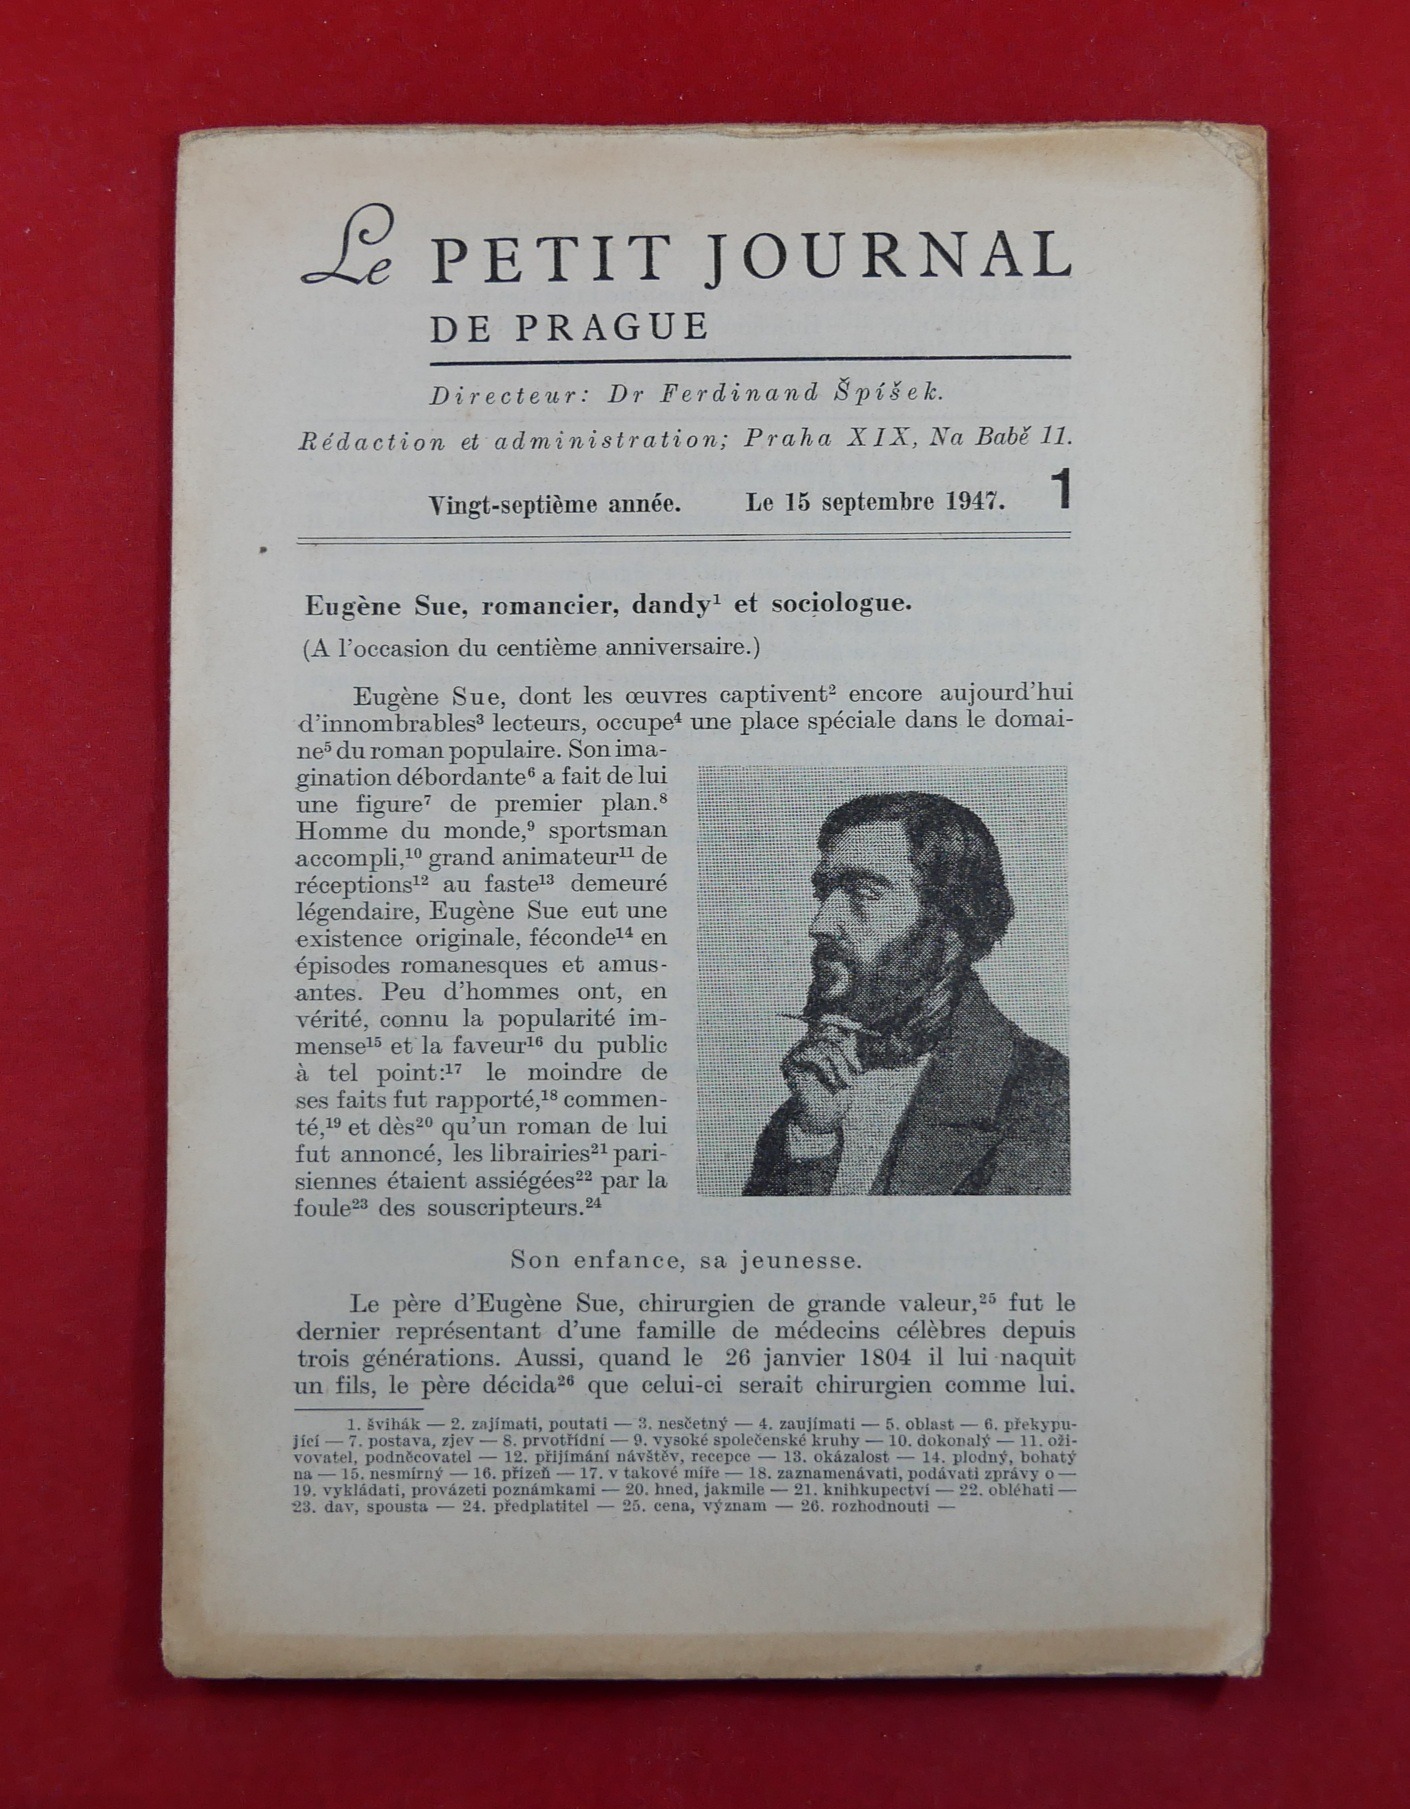 Le PETIT JOURNAL
DE PRAGUE
Directeur: Dr Ferdinand Špíšek.
Rédaction et administration; Praha XIX, Na Babě 11.
Vingt-septième année. Le 15 septembre 1947. 1
Eugène Sue, romancier, dandy¹ et sociologue.
(A l'occasion du centième anniversaire.)
Eugène Sue, dont les œuvres captivent² encore aujourd'hui
d'innombrables³ lecteurs, occupe⁴ une place spéciale dans le domai-
ne⁵ du roman populaire. Son ima-
gination débordante⁶ a fait de lui
une figure⁷ de premier plan.⁸
Homme du monde,⁹ sportsman
accompli,¹⁰ grand animateur¹¹ de
réceptions¹² au faste¹³ demeuré
légendaire, Eugène Sue eut une
existence originale, féconde¹⁴ en
épisodes romanesques et amus-
antes. Peu d'hommes ont, en
vérité, connu la popularité im-
mense¹⁵ et la faveur¹⁶ du public
à tel point:¹⁷ le moindre de
ses faits fut rapporté,¹⁸ commen-
té,¹⁹ et dès²⁰ qu'un roman de lui
fut annoncé, les librairies²¹ pari-
siennes étaient assiégées²² par la
foule²³ des souscripteurs.²⁴
Son enfance, sa jeunesse.
Le père d'Eugène Sue, chirurgien de grande valeur,²⁵ fut le
dernier représentant d'une famille de médecins célèbres depuis
trois générations. Aussi, quand le 26 janvier 1804 il lui naquit
un fils, le père décida²⁶ que celui-ci serait chirurgien comme lui.
1. švihák — 2. zajímati, poutati — 3. nesčetný — 4. zaujímati — 5. oblast — 6. překypu-
jící — 7. postava, zjev — 8. prvotřídní — 9. vysoké společenské kruhy — 10. dokonalý — 11. oži-
vovatel, podněcovatel — 12. přijímání návštěv, recepce — 13. okázalost — 14. plodný, bohatý
na — 15. nesmírný — 16. přízeň — 17. v takové míře — 18. zaznamenávati, podávati zprávy o —
19. vykládati, provázeti poznámkami — 20. hned, jakmile — 21. knihkupectví — 22. obléhati —
23. dav, spousta — 24. předplatitel — 25. cena, význam — 26. rozhodnouti —